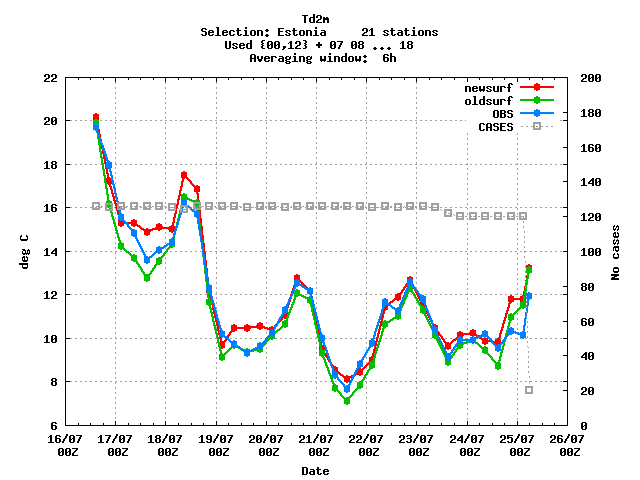 Td2m
Selection: Estonia 21 stations
Used {00,12} + 07 08 ... 18
Averaging window: 6h
newsurf
oldsurf
OBS
CASES
deg C
No cases
22
20
18
16
14
12
10
8
6
200
180
160
140
120
100
80
60
40
20
0
16/07 17/07 18/07 19/07 20/07 21/07 22/07 23/07 24/07 25/07 26/07
00Z 00Z 00Z 00Z 00Z 00Z 00Z 00Z 00Z 00Z 00Z
Date